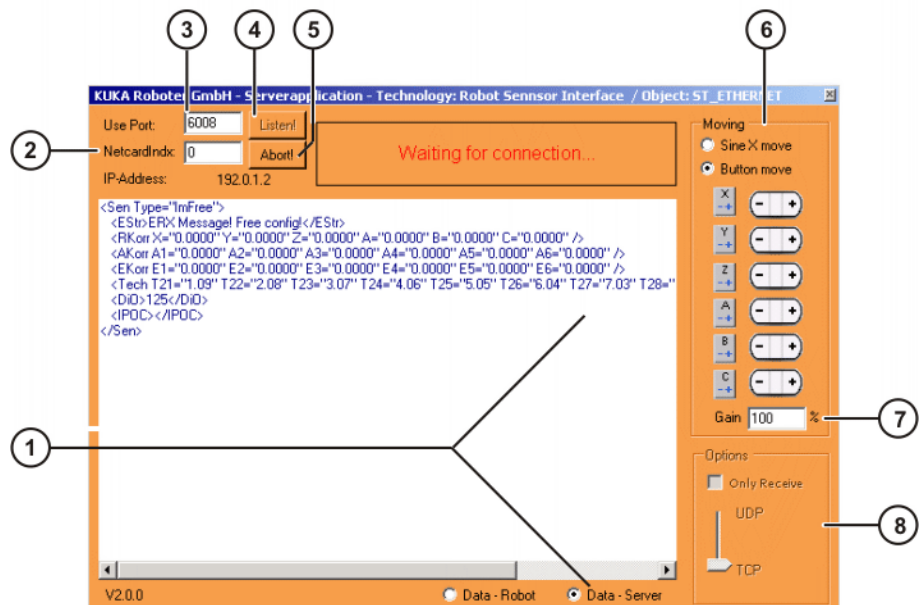 3
4
5
6
KUKA Roboter GmbH - Serverapplication - Technology: Robot Sennsor Interface / Object: ST_ETHERNET
Use Port: 6008 Listen!
2
NetcardIndx: 0 Abort!
IP-Address: 192.0.1.2
Waiting for connection...
Moving
Sine X move
Button move
X
-+
- +
Y
-+
- +
Z
-+
- +
A
-+
- +
B
-+
- +
C
-+
- +
Gain 100 %
7
<Sen Type="ImFree">
<EStr>ERX Message! Free config!</EStr>
<RKorr X="0.0000" Y="0.0000" Z="0.0000" A="0.0000" B="0.0000" C="0.0000" />
<AKorr A1="0.0000" A2="0.0000" A3="0.0000" A4="0.0000" A5="0.0000" A6="0.0000" />
<EKorr E1="0.0000" E2="0.0000" E3="0.0000" E4="0.0000" E5="0.0000" E6="0.0000" />
<Tech T21="1.09" T22="2.08" T23="3.07" T24="4.06" T25="5.05" T26="6.04" T27="7.03" T28="
<DiO>125</DiO>
<IPOC></IPOC>
</Sen>
1
Options
Only Receive
UDP
8
TCP
V2.0.0
Data - Robot
Data - Server